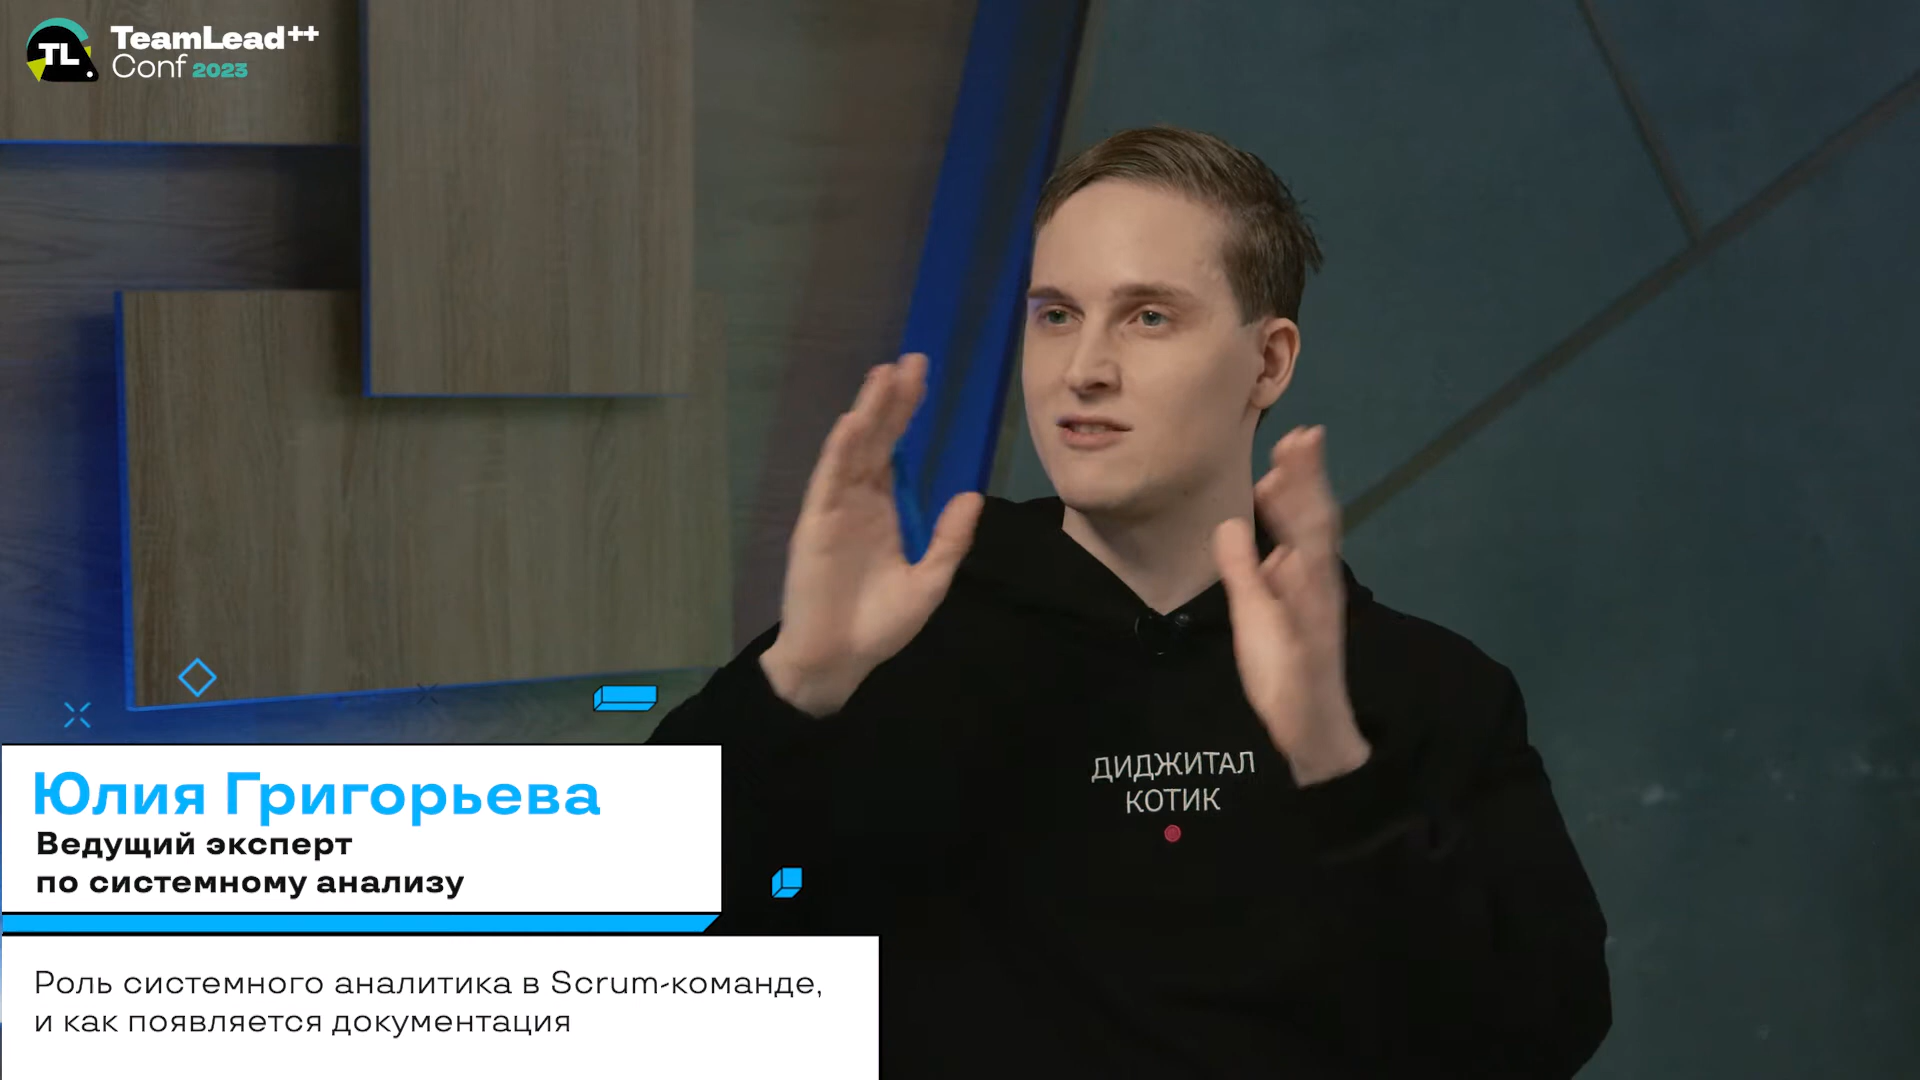 TL
TeamLead++
Conf 2023
ДИДЖИТАЛ
КОТИК
Юлия Григорьева
Ведущий эксперт
по системному анализу
Роль системного аналитика в Scrum-команде,
и как появляется документация